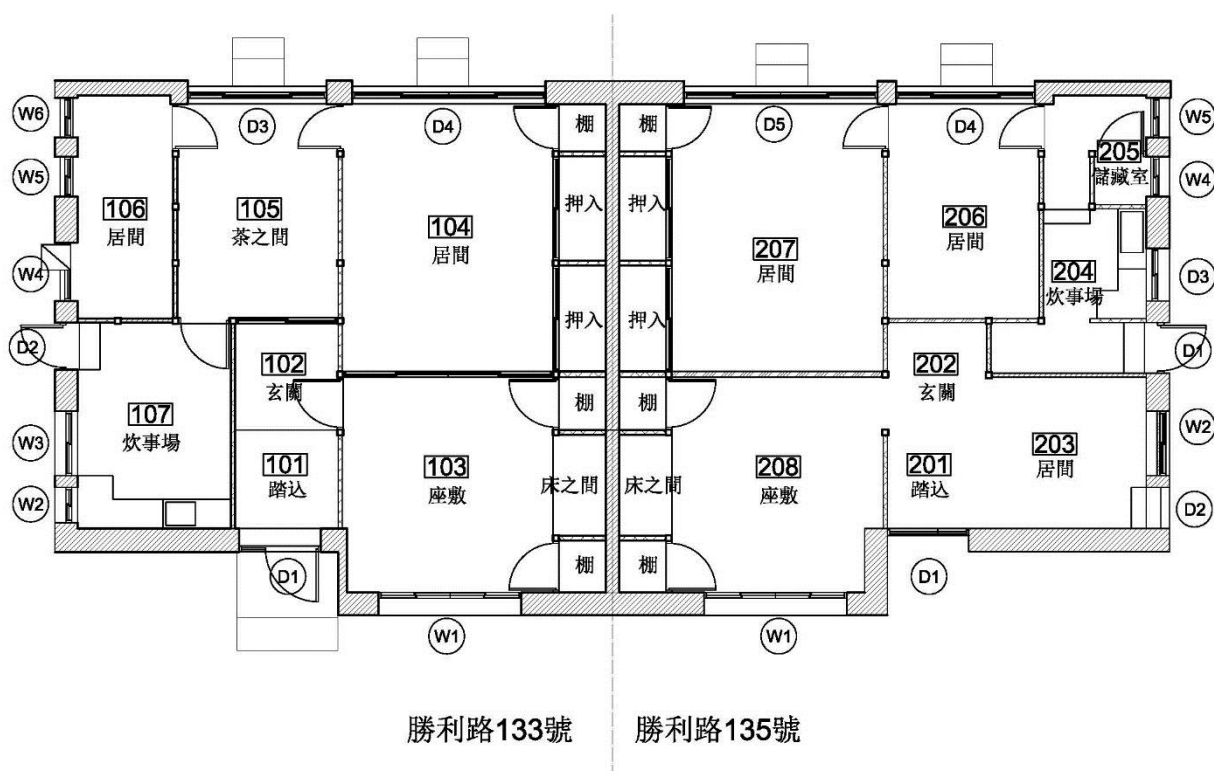 W6
D3
D4
棚
棚
D5
D4
W5
W5
押入
押入
205
儲藏室
W4
106
居間
105
茶之間
104
居間
207
居間
206
居間
W4
押入
押入
204
炊事場
D3
D2
102
玄關
202
玄關
D1
107
炊事場
棚
棚
W3
W2
101
踏込
103
座敷
床之間
床之間
208
座敷
201
踏込
203
居間
W2
D2
D1
棚
棚
D1
W1
W1
勝利路133號
勝利路135號